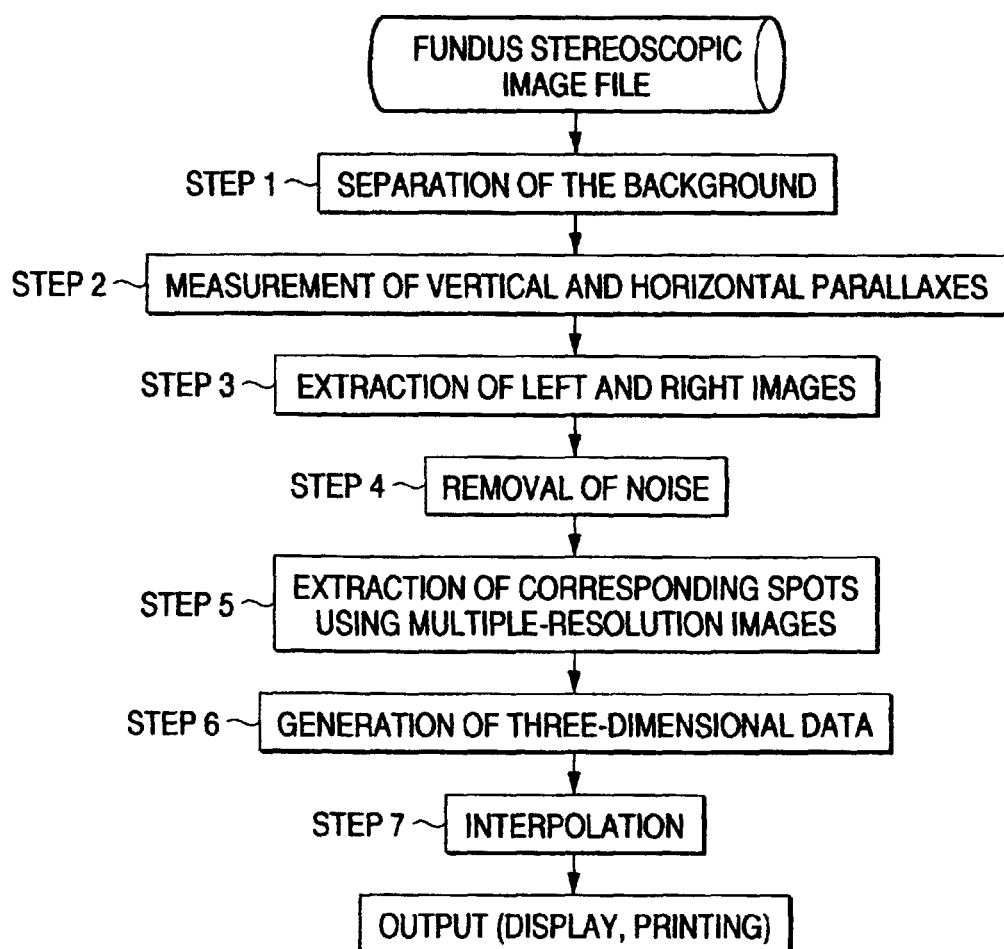 FUNDUS STEREOSCOPIC
IMAGE FILE
STEP 1
SEPARATION OF THE BACKGROUND
STEP 2
MEASUREMENT OF VERTICAL AND HORIZONTAL PARALLAXES
STEP 3
EXTRACTION OF LEFT AND RIGHT IMAGES
STEP 4
REMOVAL OF NOISE
STEP 5
EXTRACTION OF CORRESPONDING SPOTS
USING MULTIPLE-RESOLUTION IMAGES
STEP 6
GENERATION OF THREE-DIMENSIONAL DATA
STEP 7
INTERPOLATION
OUTPUT (DISPLAY, PRINTING)